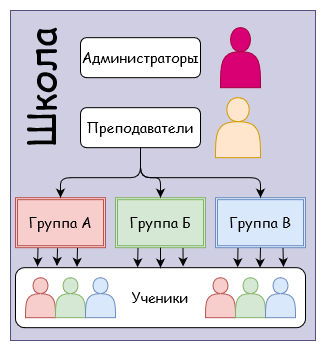 Школа
Администраторы
Преподаватели
Группа А
Группа Б
Группа В
Ученики